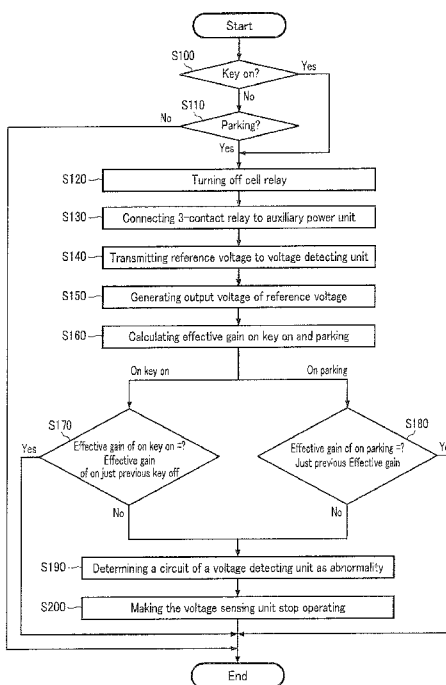 Start
S100
Key on?
Yes
No
S110
No
Parking?
Yes
S120
Turning off cell relay
S130
Connecting 3-contact relay to auxiliary power unit
S140
Transmitting reference voltage to voltage detecting unit
S150
Generating output voltage of reference voltage
S160
Calculating effective gain on key on and parking
On key on
On parking
S170
S180
Yes
Effective gain of on key on =?
Effective gain
of on just previous key off
Effective gain of on parking =?
Just previous Effective gain
No
No
S190
Determining a circuit of a voltage detecting unit as abnormality
S200
Making the voltage sensing unit stop operating
End